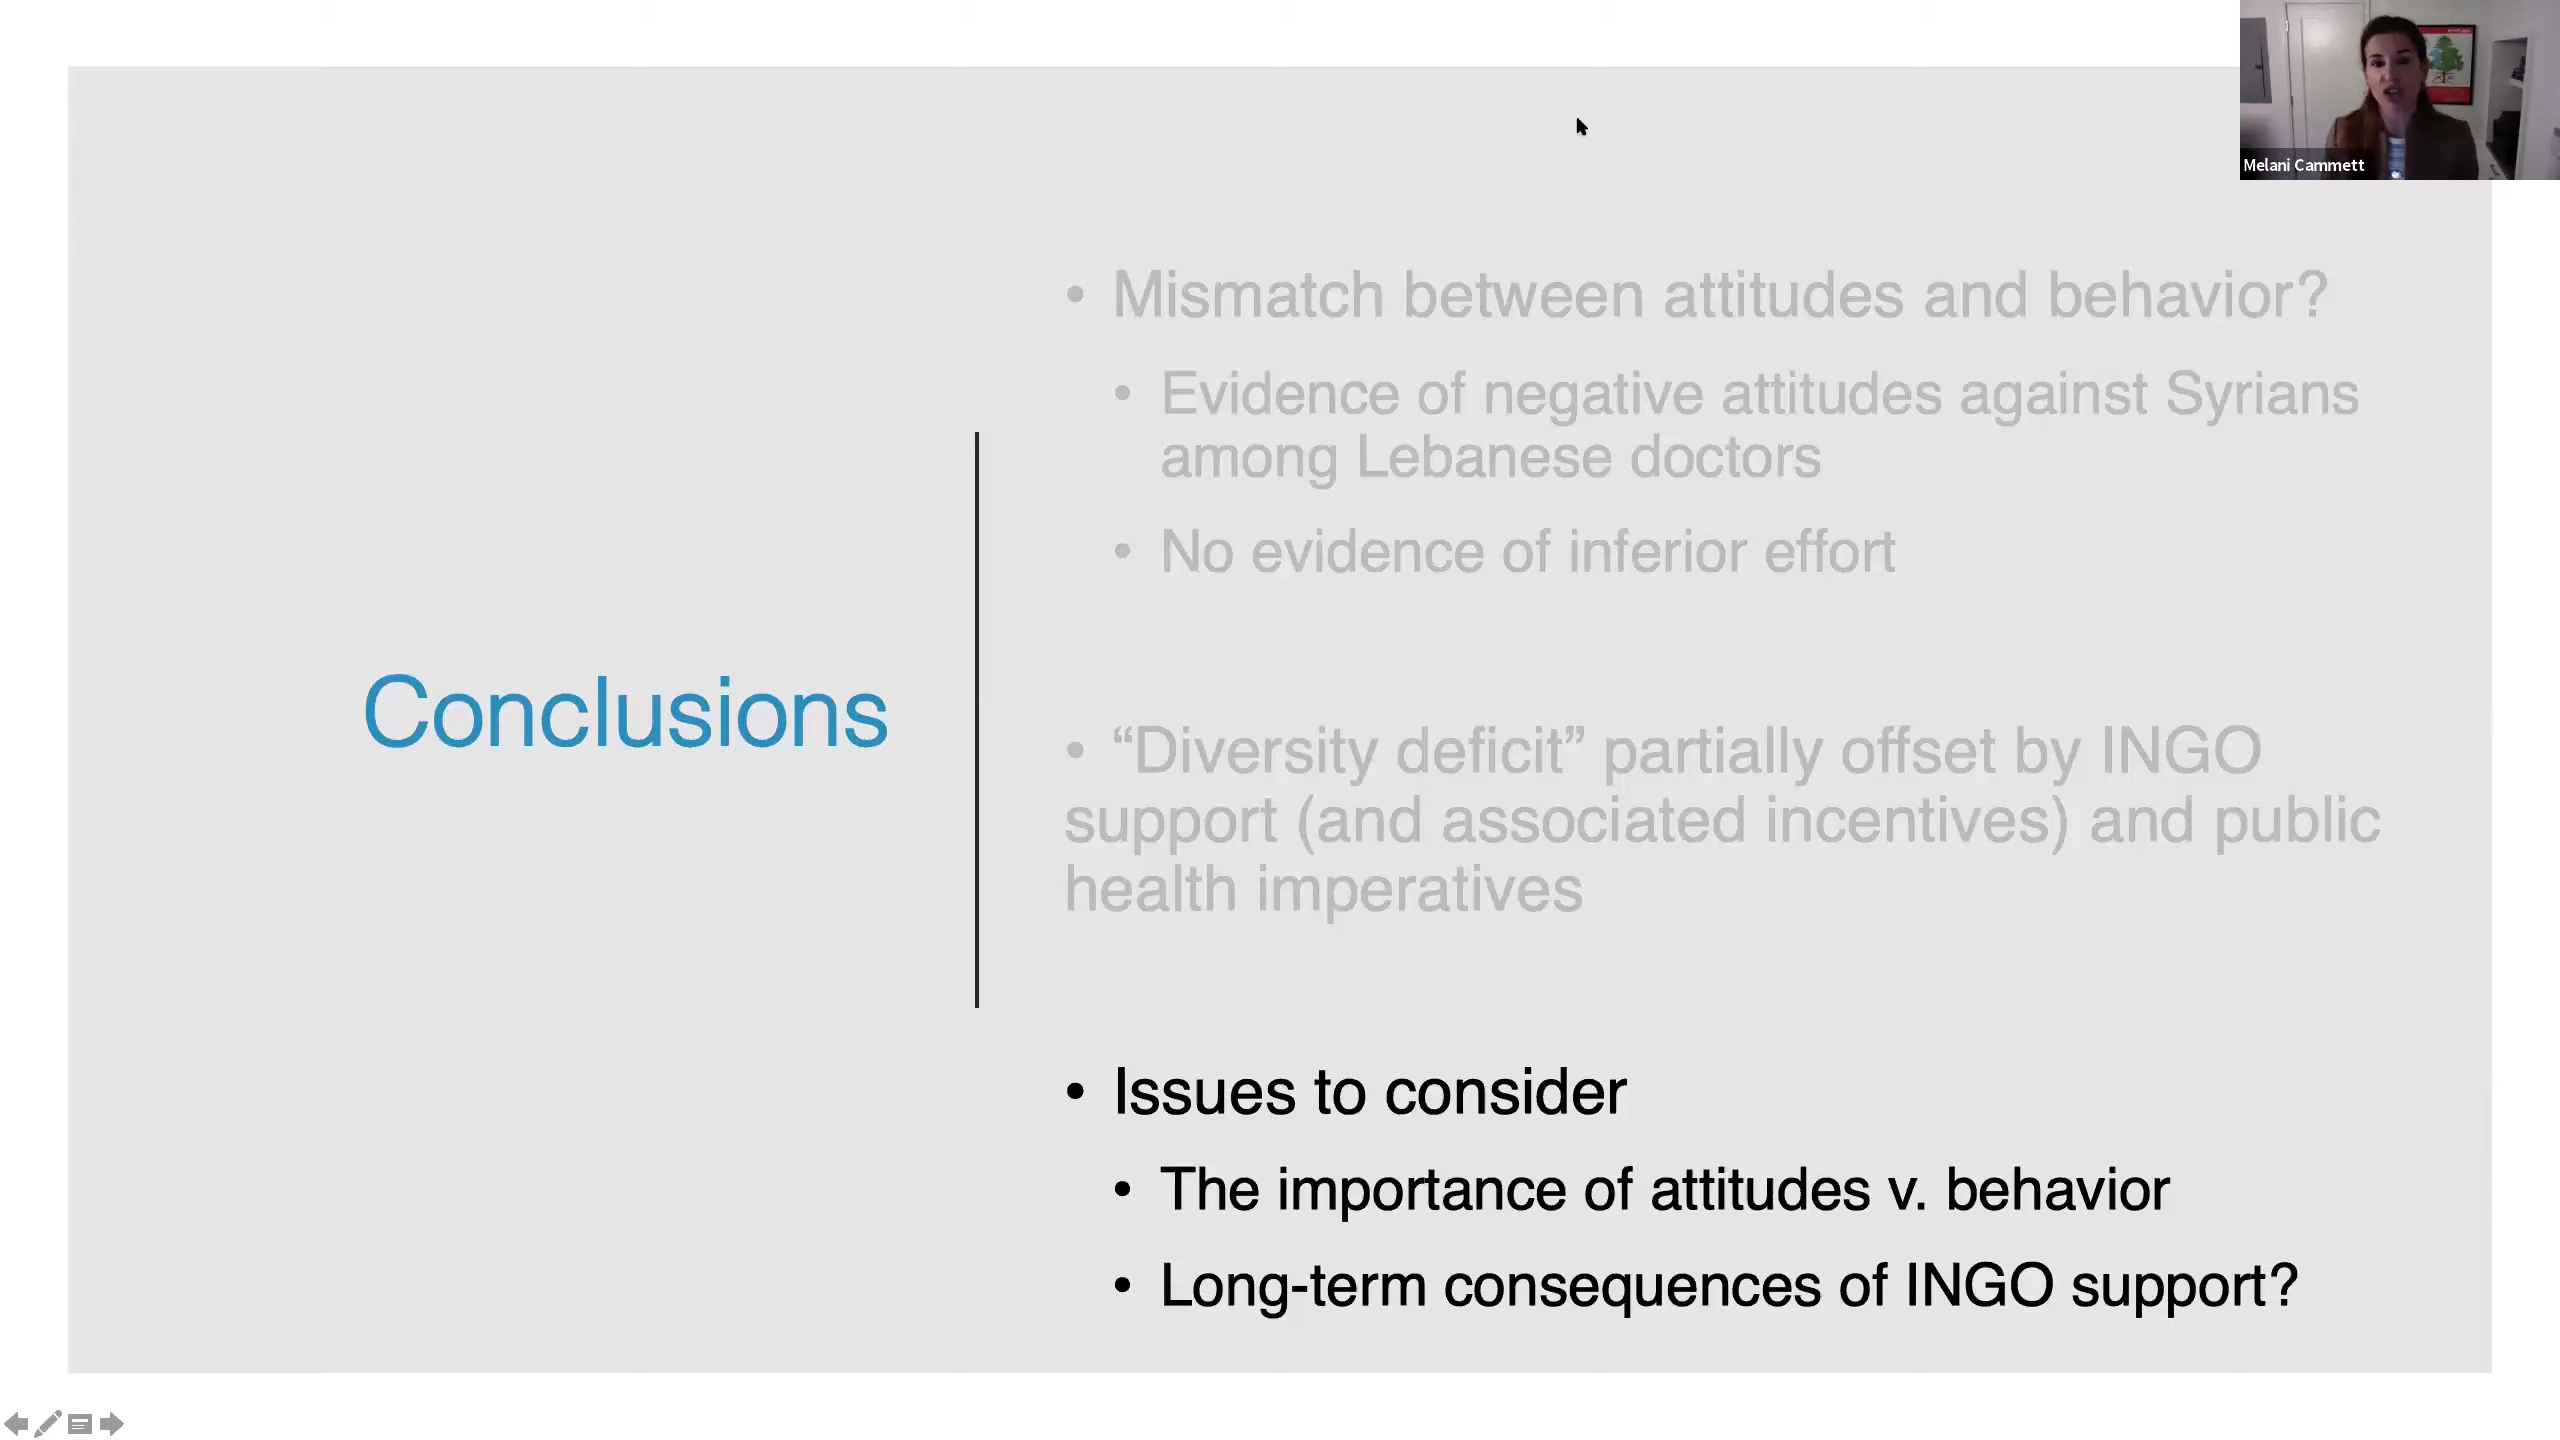 Melani Cammett
Conclusions
• Mismatch between attitudes and behavior?
• Evidence of negative attitudes against Syrians
among Lebanese doctors
• No evidence of inferior effort
• “Diversity deficit” partially offset by INGO
support (and associated incentives) and public
health imperatives
• Issues to consider
• The importance of attitudes v. behavior
• Long-term consequences of INGO support?